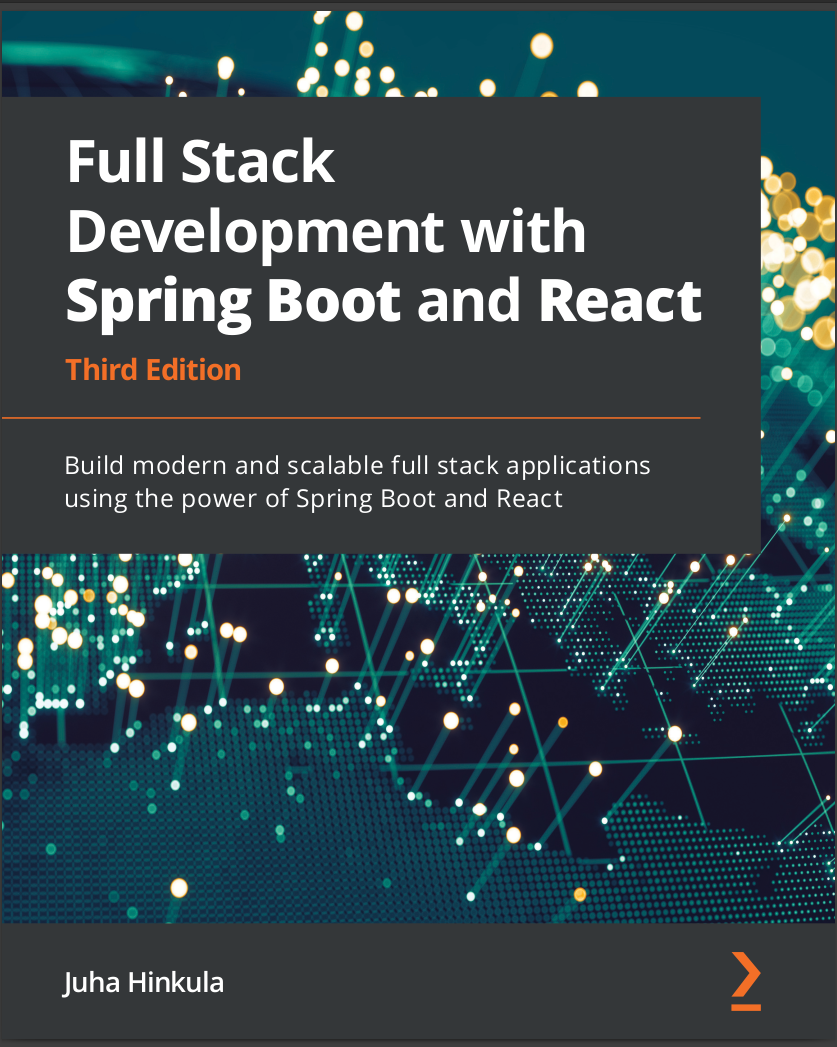 Full Stack
Development with
Spring Boot and React
Third Edition
Build modern and scalable full stack applications
using the power of Spring Boot and React
Juha Hinkula